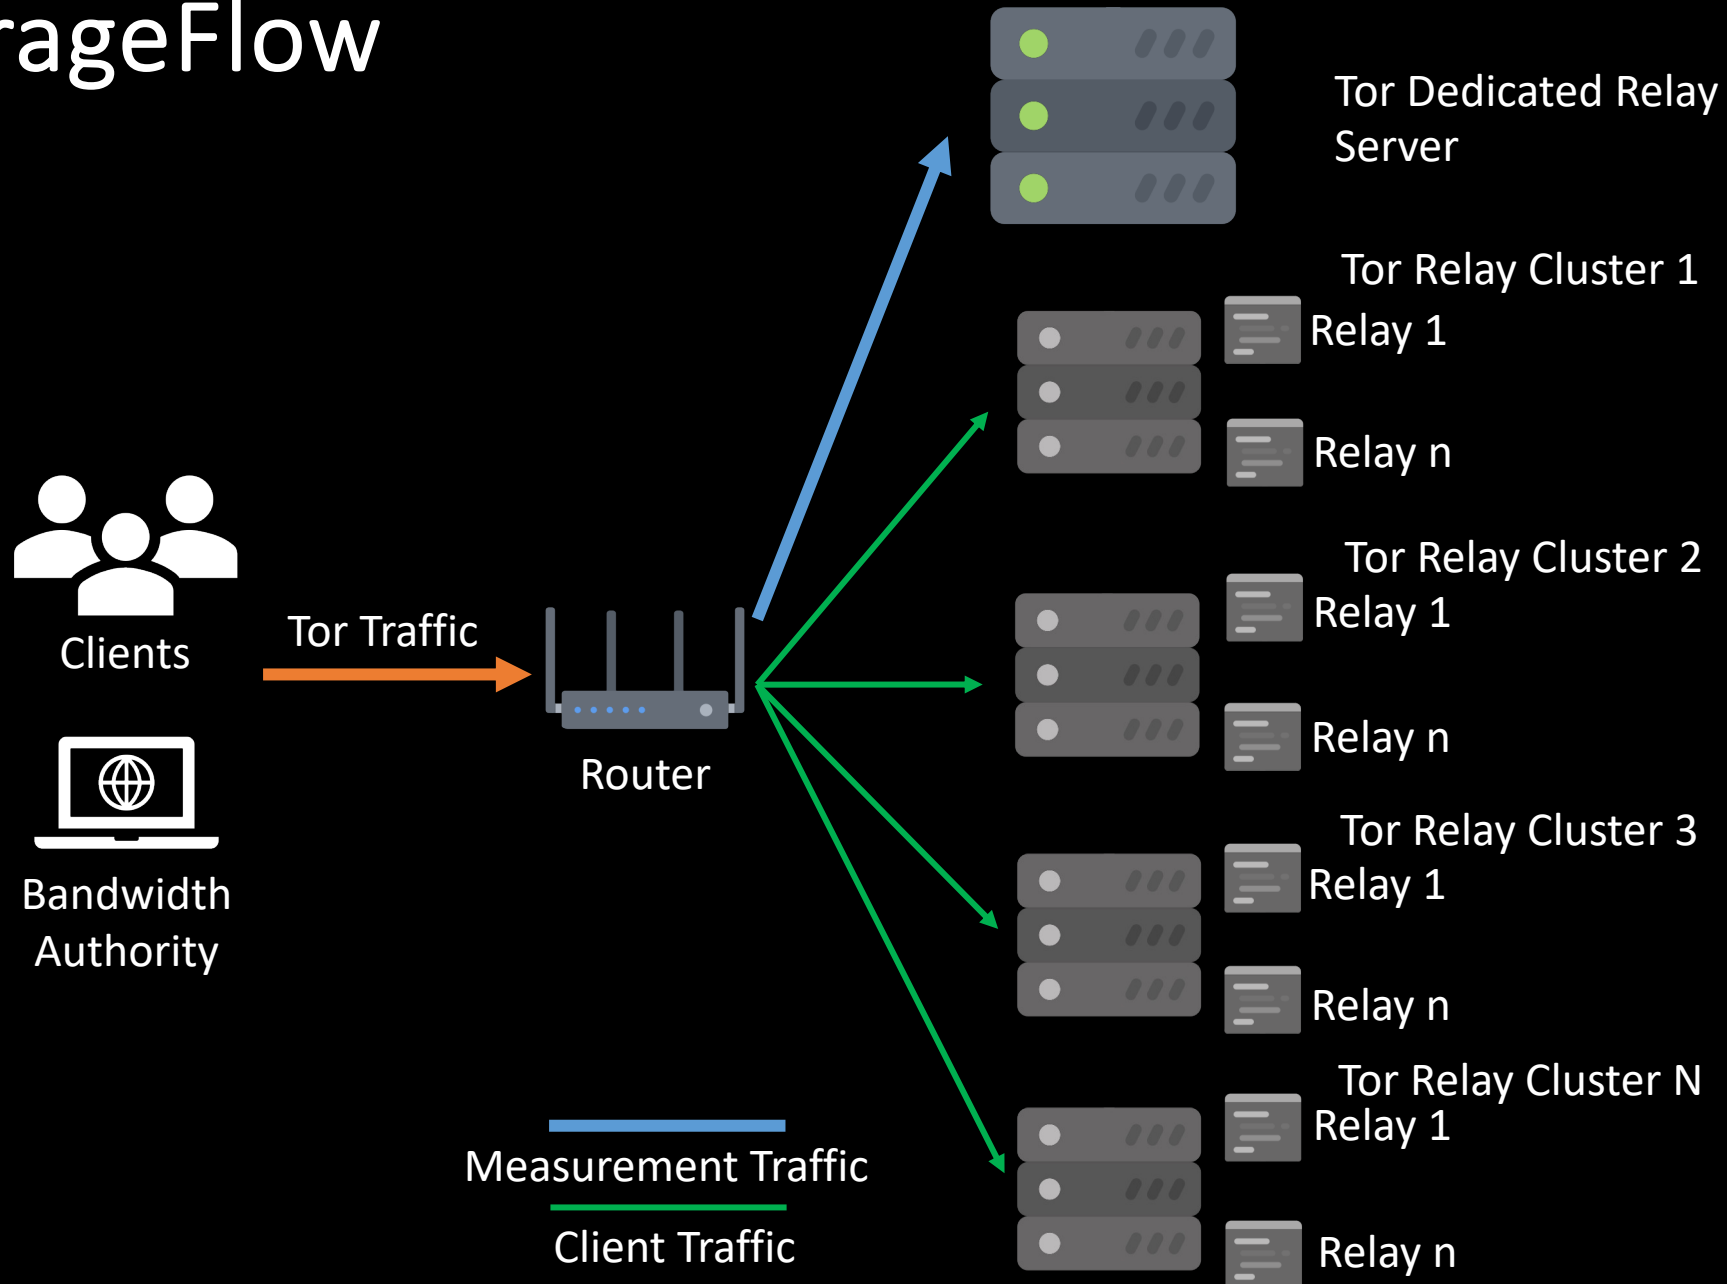 rageFlow
Tor Dedicated Relay
Server
Tor Relay Cluster 1
Relay 1
Relay n
Tor Relay Cluster 2
Relay 1
Relay n
Clients
Tor Traffic
Router
Bandwidth
Authority
Tor Relay Cluster 3
Relay 1
Relay n
Tor Relay Cluster N
Relay 1
Relay n
Measurement Traffic
Client Traffic